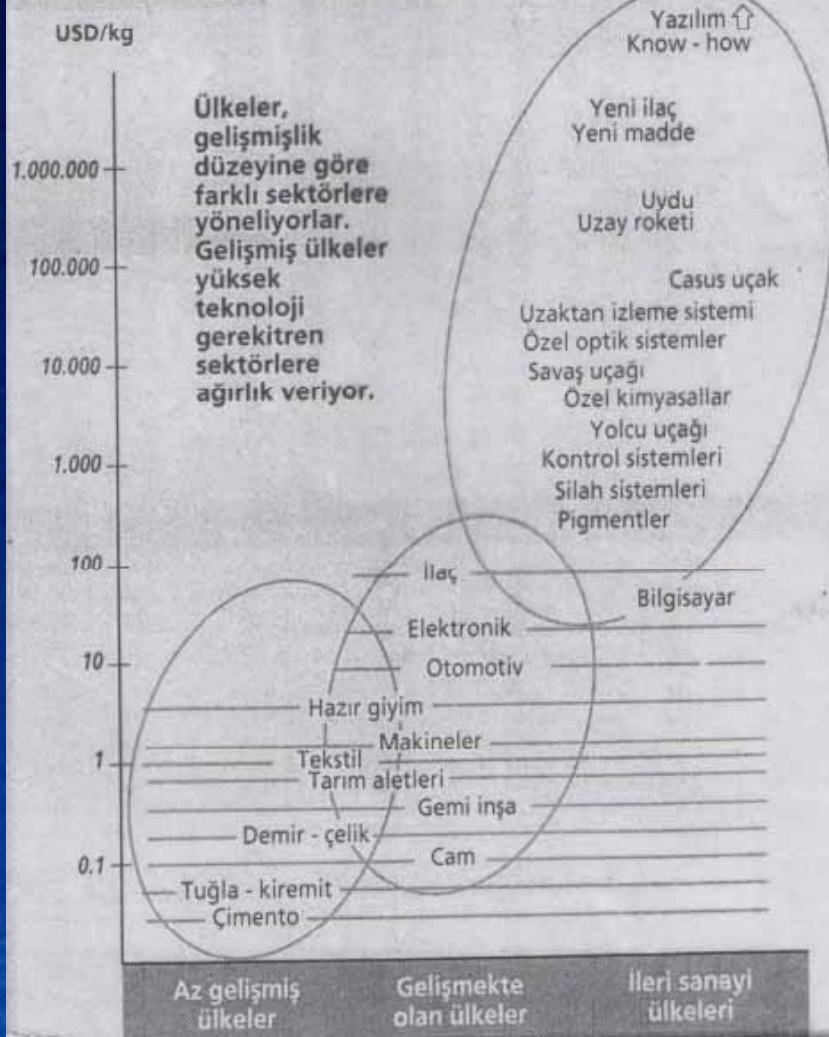 USD/kg
Ülkeler,
gelişmişlik
düzeyine göre
farklı sektörlere
yöneliyorlar.
Gelişmiş ülkeler
yüksek
teknoloji
gerekitren
sektörlere
ağırlık veriyor.
1.000.000
100.000
10.000
1.000
100
10
1
0.1
Yazılım ⇧
Know - how
Yeni ilaç
Yeni madde
Uydu
Uzay roketi
Casus uçak
Uzaktan izleme sistemi
Özel optik sistemler
Savaş uçağı
Özel kimyasallar
Yolcu uçağı
Kontrol sistemleri
Silah sistemleri
Pigmentler
İlaç
Bilgisayar
Elektronik
Otomotiv
Hazır giyim
Makineler
Tekstil
Tarım aletleri
Gemi inşa
Demir - çelik
Cam
Tuğla - kiremit
Çimento
Az gelişmiş
ülkeler
Gelişmekte
olan ülkeler
İleri sanayi
ülkeleri